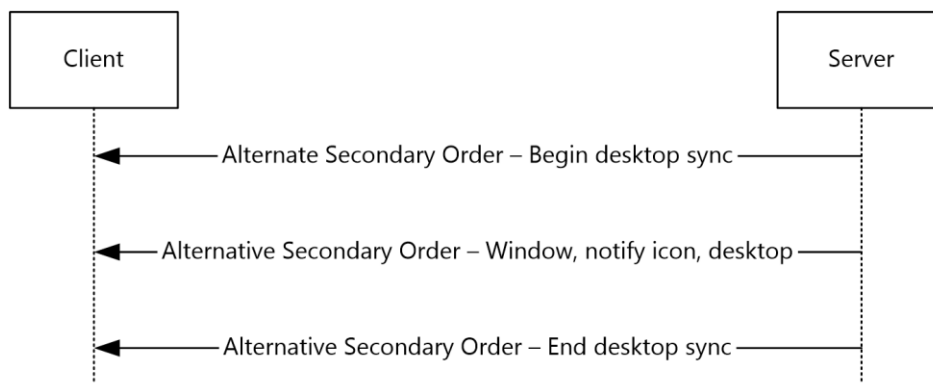 Client
Server
Alternate Secondary Order – Begin desktop sync
Alternative Secondary Order – Window, notify icon, desktop
Alternative Secondary Order – End desktop sync